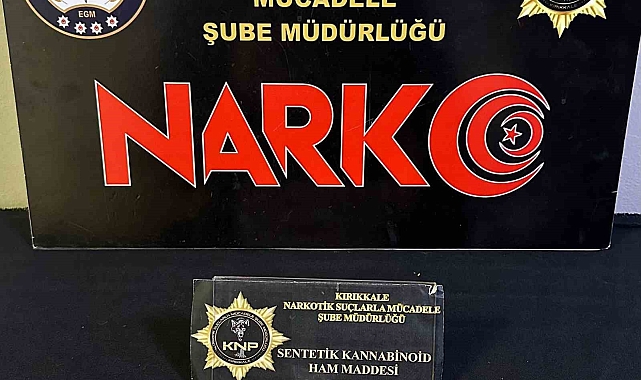 EGM
MÜCADELE
ŞUBE MÜDÜRLÜĞÜ
NARKO
KIRIKKALE
NARKOTİK SUÇLARLA MÜCADELE
ŞUBE MÜDÜRLÜĞÜ
KNP
SENTETİK KANNABİNOİD
HAM MADDESİ